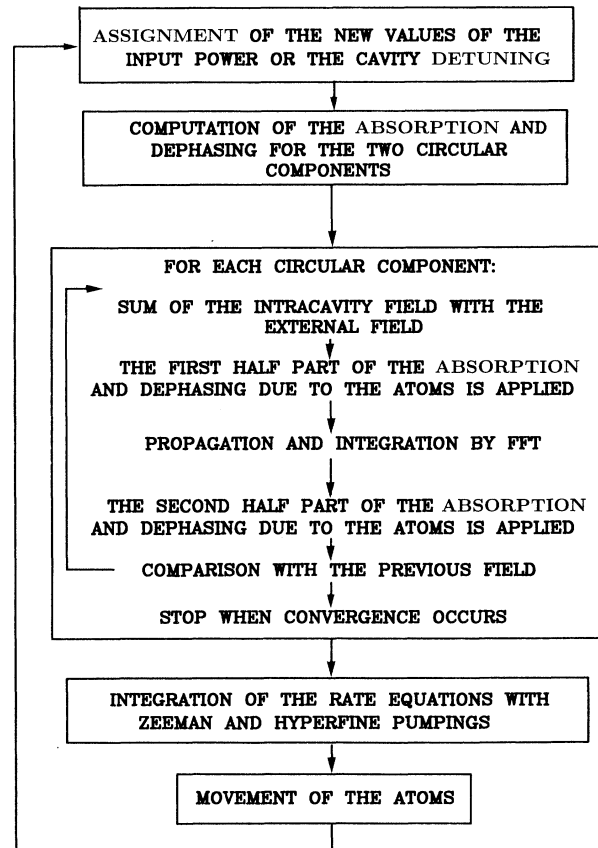 ASSIGNMENT OF THE NEW VALUES OF THE
INPUT POWER OR THE CAVITY DETUNING
COMPUTATION OF THE ABSORPTION AND
DEPHASING FOR THE TWO CIRCULAR
COMPONENTS
FOR EACH CIRCULAR COMPONENT:
SUM OF THE INTRACAVITY FIELD WITH THE
EXTERNAL FIELD
THE FIRST HALF PART OF THE ABSORPTION
AND DEPHASING DUE TO THE ATOMS IS APPLIED
PROPAGATION AND INTEGRATION BY FFT
THE SECOND HALF PART OF THE ABSORPTION
AND DEPHASING DUE TO THE ATOMS IS APPLIED
COMPARISON WITH THE PREVIOUS FIELD
STOP WHEN CONVERGENCE OCCURS
INTEGRATION OF THE RATE EQUATIONS WITH
ZEEMAN AND HYPERFINE PUMPINGS
MOVEMENT OF THE ATOMS